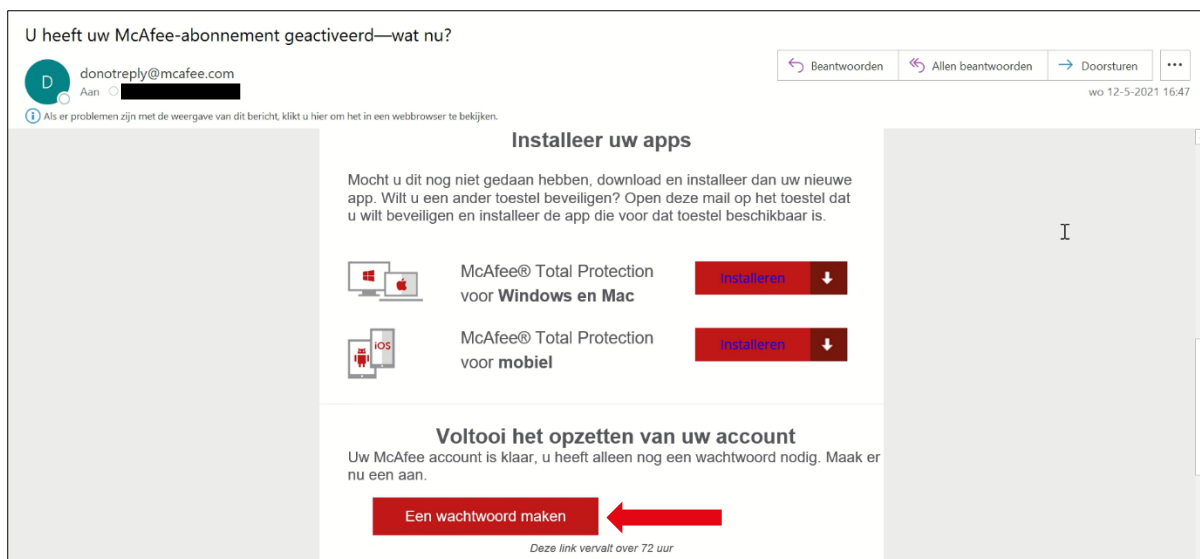 U heeft uw McAfee-abonnement geactiveerd—wat nu?
D
donotreply@mcafee.com
Aan
Beantwoorden
Allen beantwoorden
Doorsturen
wo 12-5-2021 16:47
Als er problemen zijn met de weergave van dit bericht, klikt u hier om het in een webbrowser te bekijken.
Installeer uw apps
Mocht u dit nog niet gedaan hebben, download en installeer dan uw nieuwe
app. Wilt u een ander toestel beveiligen? Open deze mail op het toestel dat
u wilt beveiligen en installeer de app die voor dat toestel beschikbaar is.
McAfee® Total Protection
voor Windows en Mac
Installeren
iOS
McAfee® Total Protection
voor mobiel
Installeren
Voltooi het opzetten van uw account
Uw McAfee account is klaar, u heeft alleen nog een wachtwoord nodig. Maak er
nu een aan.
Een wachtwoord maken
Deze link vervalt over 72 uur